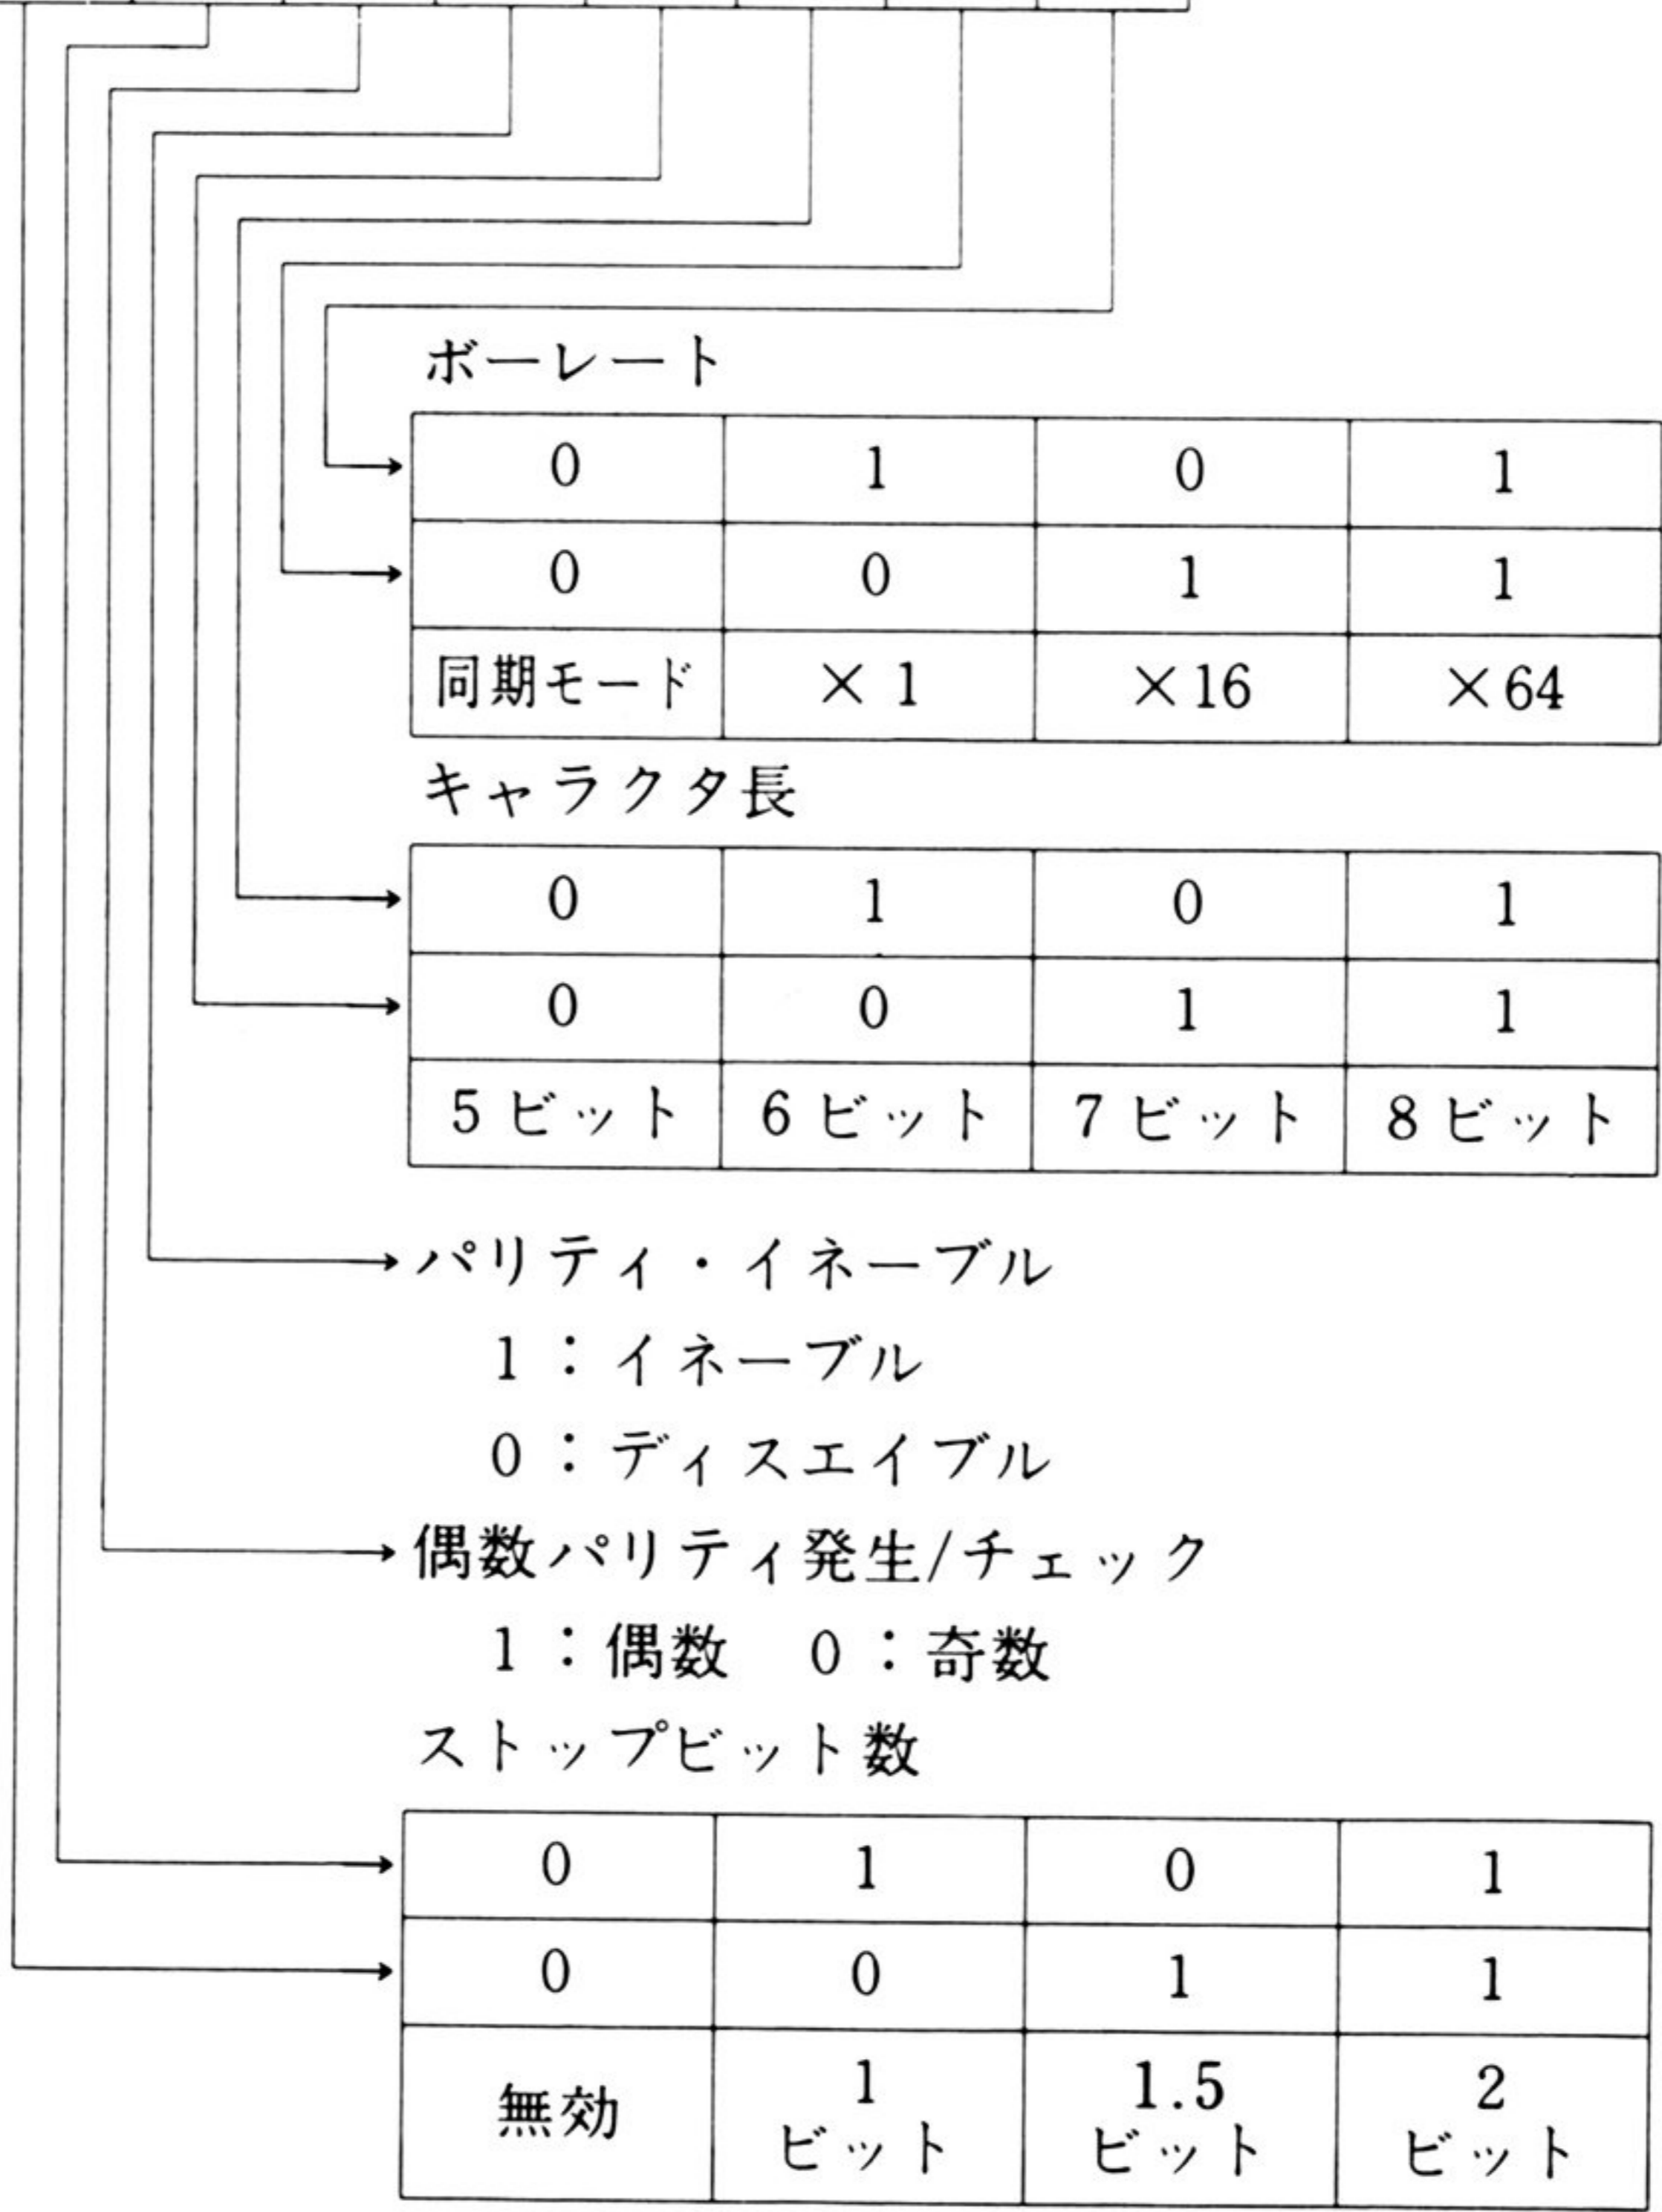 ボーレート
0 1 0 1
0 0 1 1
同期モード ×1 ×16 ×64
キャラクタ長
0 1 0 1
0 0 1 1
5ビット 6ビット 7ビット 8ビット
パリティ・イネーブル
1：イネーブル
0：ディスエイブル
偶数パリティ発生/チェック
1：偶数 0：奇数
ストップビット数
0 1 0 1
0 0 1 1
無効 1 1.5 2
ビット ビット ビット